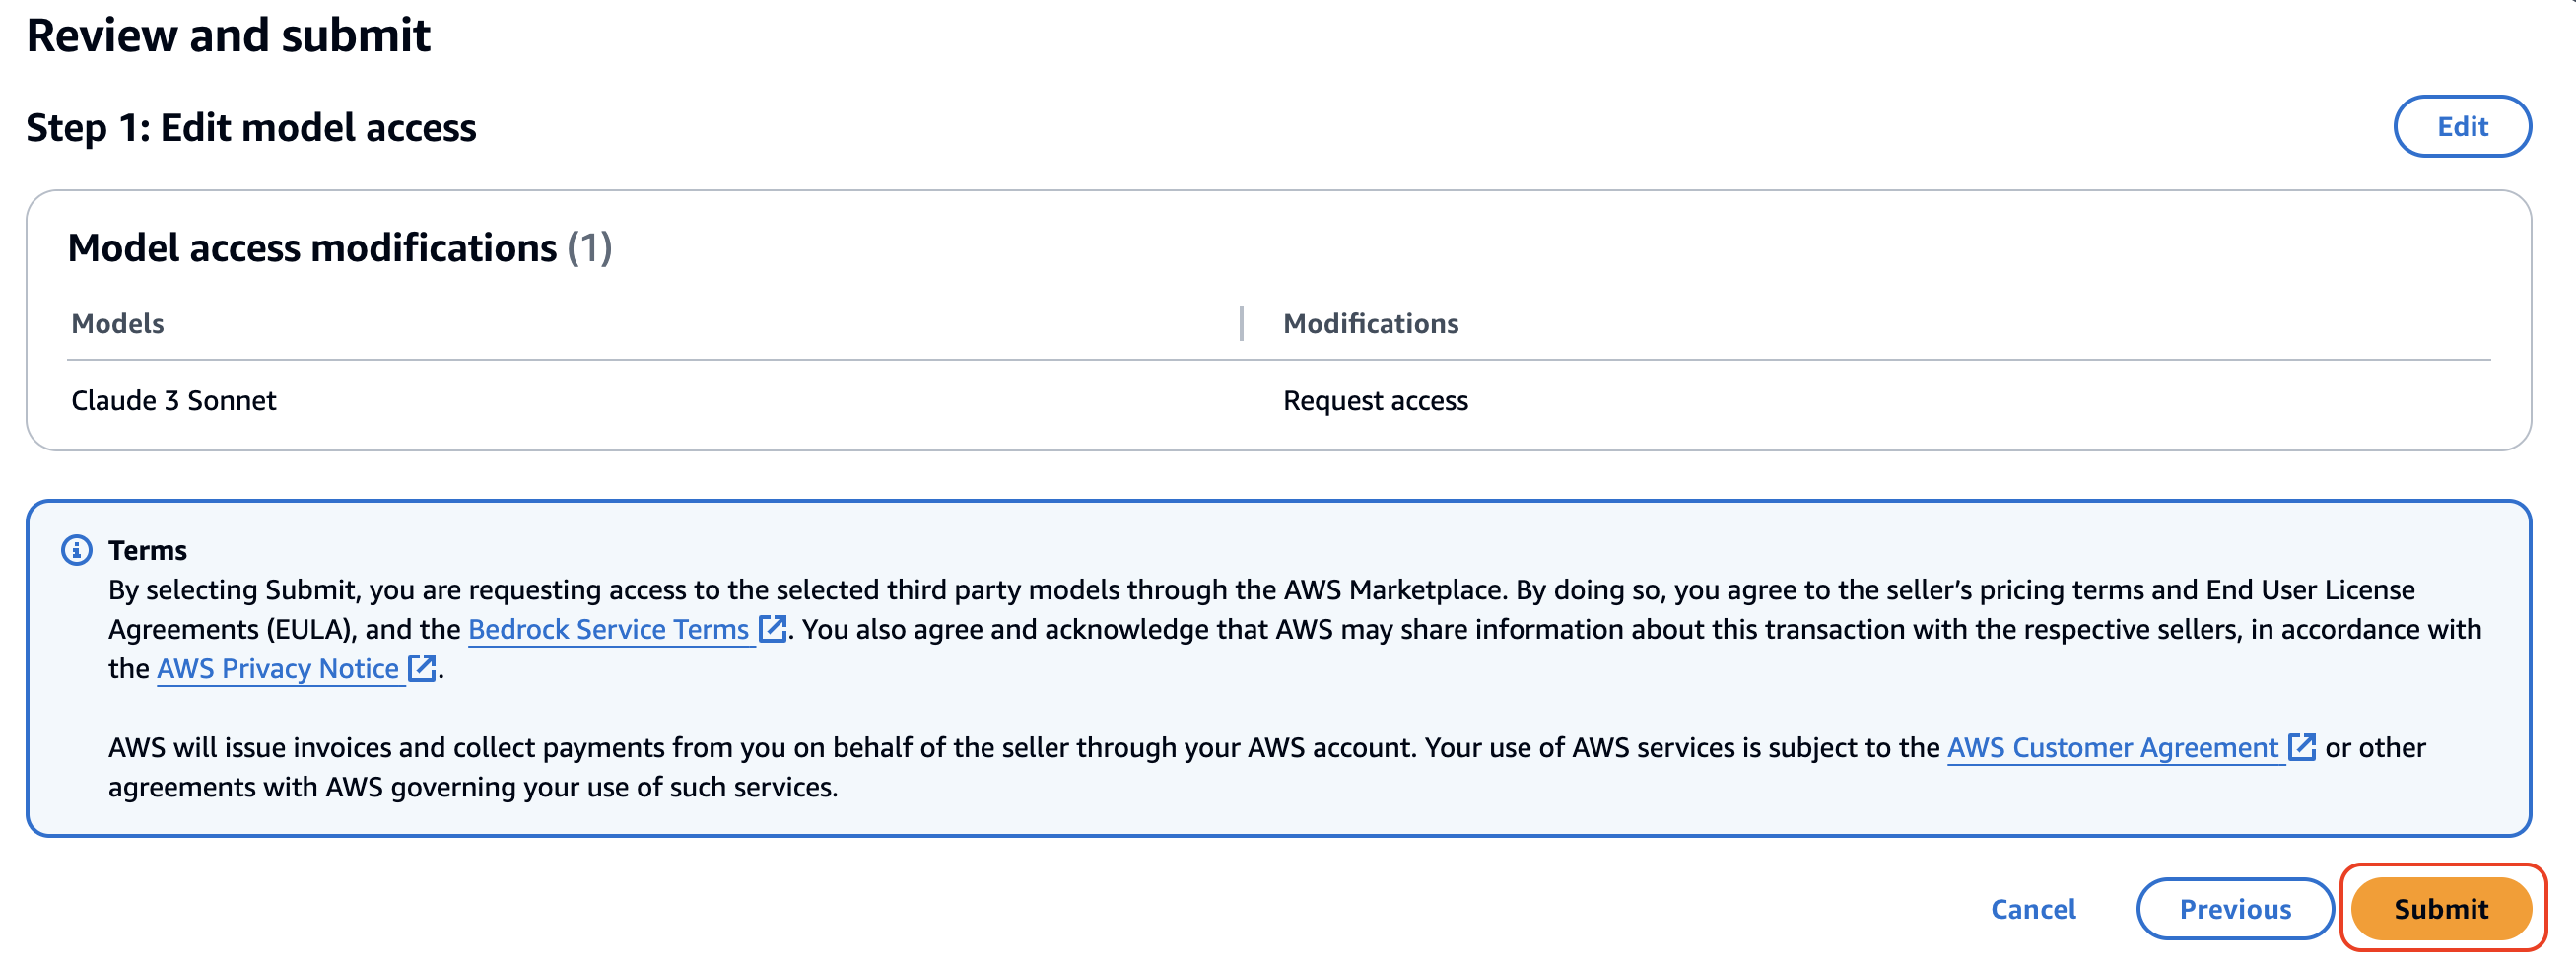 Review and submit
Step 1: Edit model access
Edit
Model access modifications (1)
Models
Modifications
Claude 3 Sonnet
Request access
Terms
By selecting Submit, you are requesting access to the selected third party models through the AWS Marketplace. By doing so, you agree to the seller’s pricing terms and End User License
Agreements (EULA), and the Bedrock Service Terms. You also agree and acknowledge that AWS may share information about this transaction with the respective sellers, in accordance with
the AWS Privacy Notice.
AWS will issue invoices and collect payments from you on behalf of the seller through your AWS account. Your use of AWS services is subject to the AWS Customer Agreement or other
agreements with AWS governing your use of such services.
Cancel
Previous
Submit